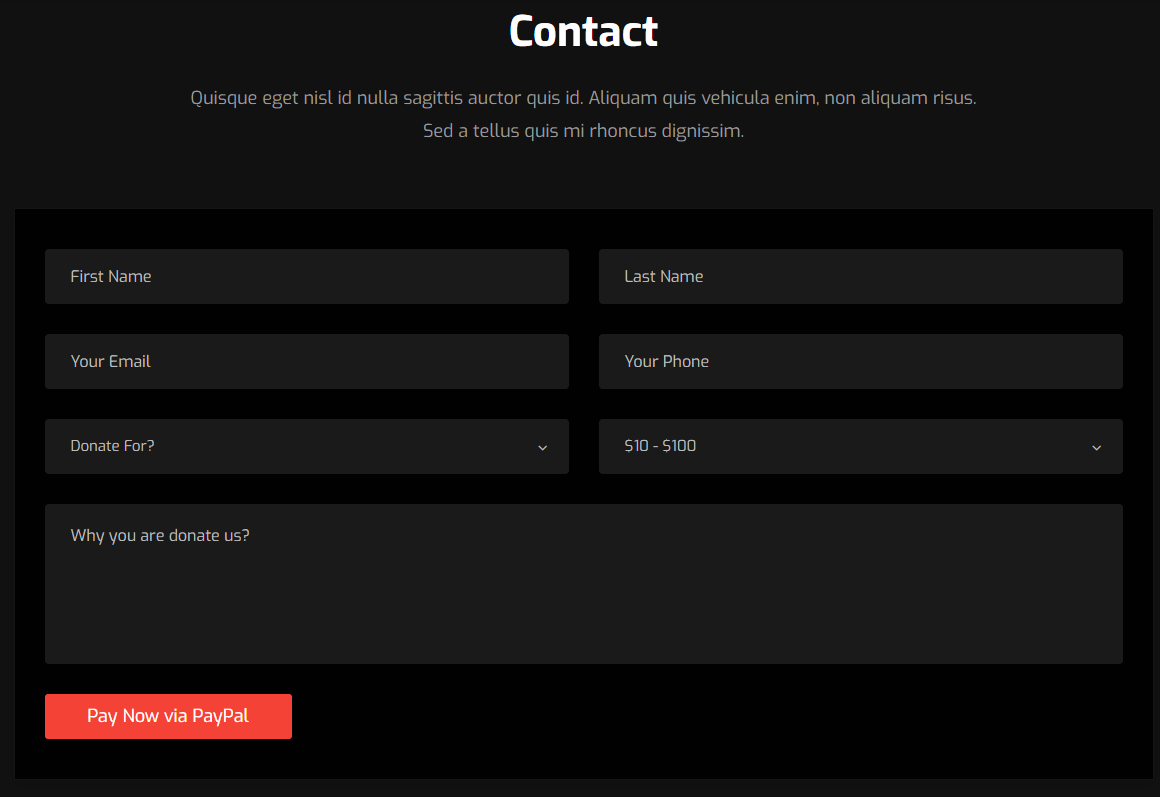 Contact
Quisque eget nisl id nulla sagittis auctor quis id. Aliquam quis vehicula enim, non aliquam risus.
Sed a tellus quis mi rhoncus dignissim.
First Name
Last Name
Your Email
Your Phone
Donate For?
$10 - $100
Why you are donate us?
Pay Now via PayPal